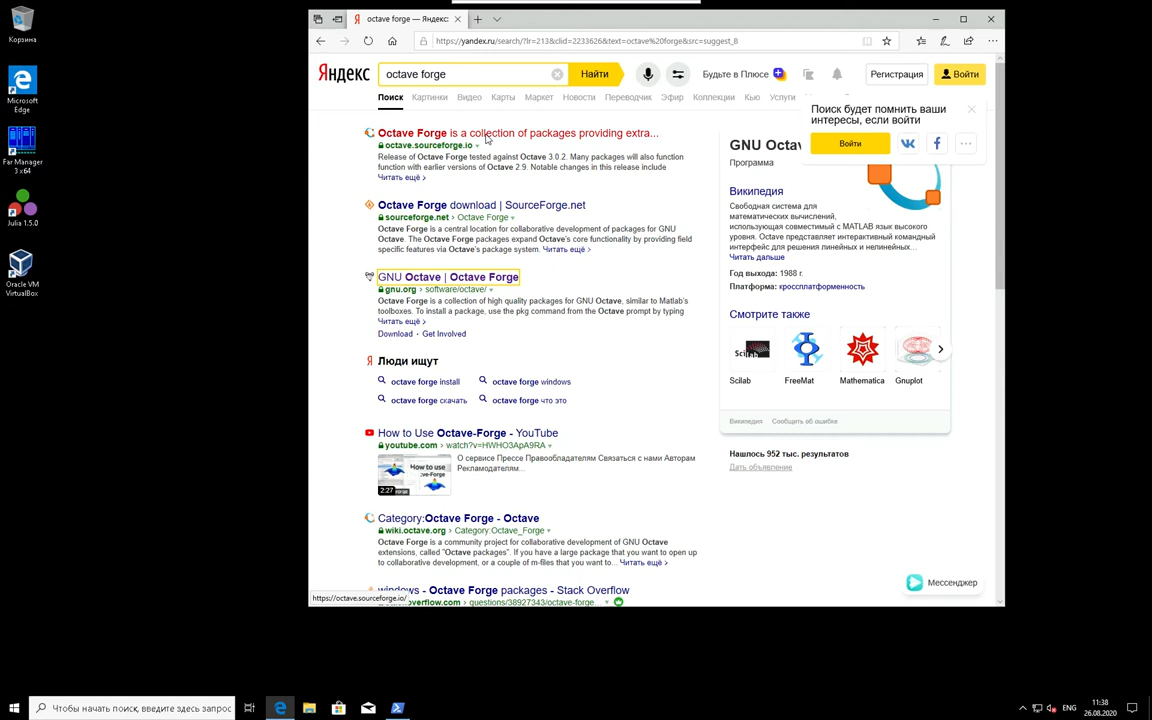 Корзина
Microsoft
Edge
Far Manager
3 x64
Julia 1.5.0
Oracle VM
VirtualBox
octave forge — Яндекс:
https://yandex.ru/search/?lr=213&clid=2233626&text=octave%20forge&src=suggest_B
Яндекс
octave forge
Найти
Будьте в Плюсе
Регистрация
Войти
Поиск
Картинки
Видео
Карты
Маркет
Новости
Переводчик
Эфир
Коллекции
Кью
Услуги
Поиск будет помнить ваши
интересы, если войти
Войти
Octave Forge is a collection of packages providing extra...
octave.sourceforge.io
Release of Octave Forge tested against Octave 3.0.2. Many packages will also function
function with earlier versions of Octave 2.9. Notable changes in this release include
Читать ещё >
Octave Forge download | SourceForge.net
sourceforge.net > Octave Forge
Octave Forge is a central location for collaborative development of packages for GNU
Octave. The Octave Forge packages expand Octave's core functionality by providing field
specific features via Octave's package system. Читать ещё >
GNU Octave | Octave Forge
gnu.org > software/octave/
Octave Forge is a collection of high quality packages for GNU Octave, similar to Matlab's
toolboxes. To install a package, use the pkg command from the Octave prompt by typing
Читать ещё >
Download • Get Involved
Люди ищут
octave forge install
octave forge windows
octave forge скачать
octave forge что это
How to Use Octave-Forge - YouTube
youtube.com > watch?v=HWHO3ApA9RA
How to use
2:27
О сервисе Прессе Правообладателям Связаться с нами Авторам
Рекламодателям...
Category:Octave Forge - Octave
wiki.octave.org > Category:Octave_Forge
Octave Forge is a community project for collaborative development of GNU Octave
extensions, called "Octave packages". If you have a large package that you want to open up
to collaborative development, or a couple of m-files that you want to... Читать ещё >
windows - Octave Forge packages - Stack Overflow
questions/38927343/octave-forge...
https://octave.sourceforge.io/
GNU Octa
Программа
Википедия
Свободная система для
математических вычислений,
использующая совместимый с MATLAB язык высокого
уровня. Octave представляет интерактивный командный
интерфейс для решения линейных и нелинейных...
Читать дальше
Год выхода: 1988 г.
Платформа: кроссплатформенность
Смотрите также
Scilab
Scilab
FreeMat
Mathematica
Gnuplot
Википедия
Сообщить об ошибке
Нашлось 952 тыс. результатов
Дать объявление
Мессенджер
Чтобы начать поиск, введите здесь запрос
ENG
11:38
26.08.2020